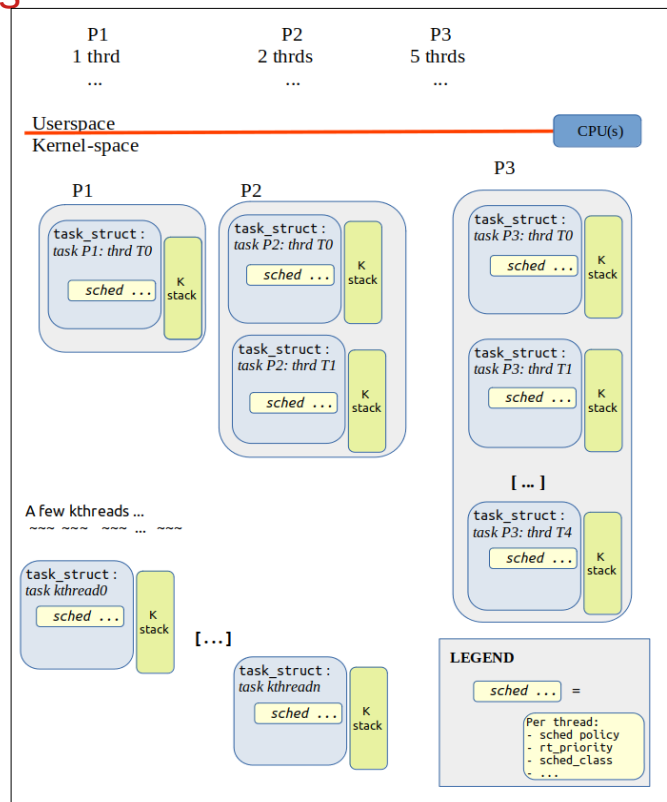 P1
1 thrd
...
P2
2 thrds
...
P3
5 thrds
...
Userspace
Kernel-space
CPU(s)
P1
task_struct:
task P1: thrd T0
sched ...
K
stack
P2
task_struct:
task P2: thrd T0
sched ...
K
stack
task_struct:
task P2: thrd T1
sched ...
K
stack
P3
task_struct:
task P3: thrd T0
sched ...
K
stack
task_struct:
task P3: thrd T1
sched ...
K
stack
[ ... ]
task_struct:
task P3: thrd T4
sched ...
K
stack
A few kthreads ...
~~~ ~~~ ~~~ ... ~~~
task_struct:
task kthread0
sched ...
K
stack
[...]
task_struct:
task kthreadn
sched ...
K
stack
LEGEND
sched ... =
Per thread:
- sched policy
- rt_priority
- sched_class
- ...